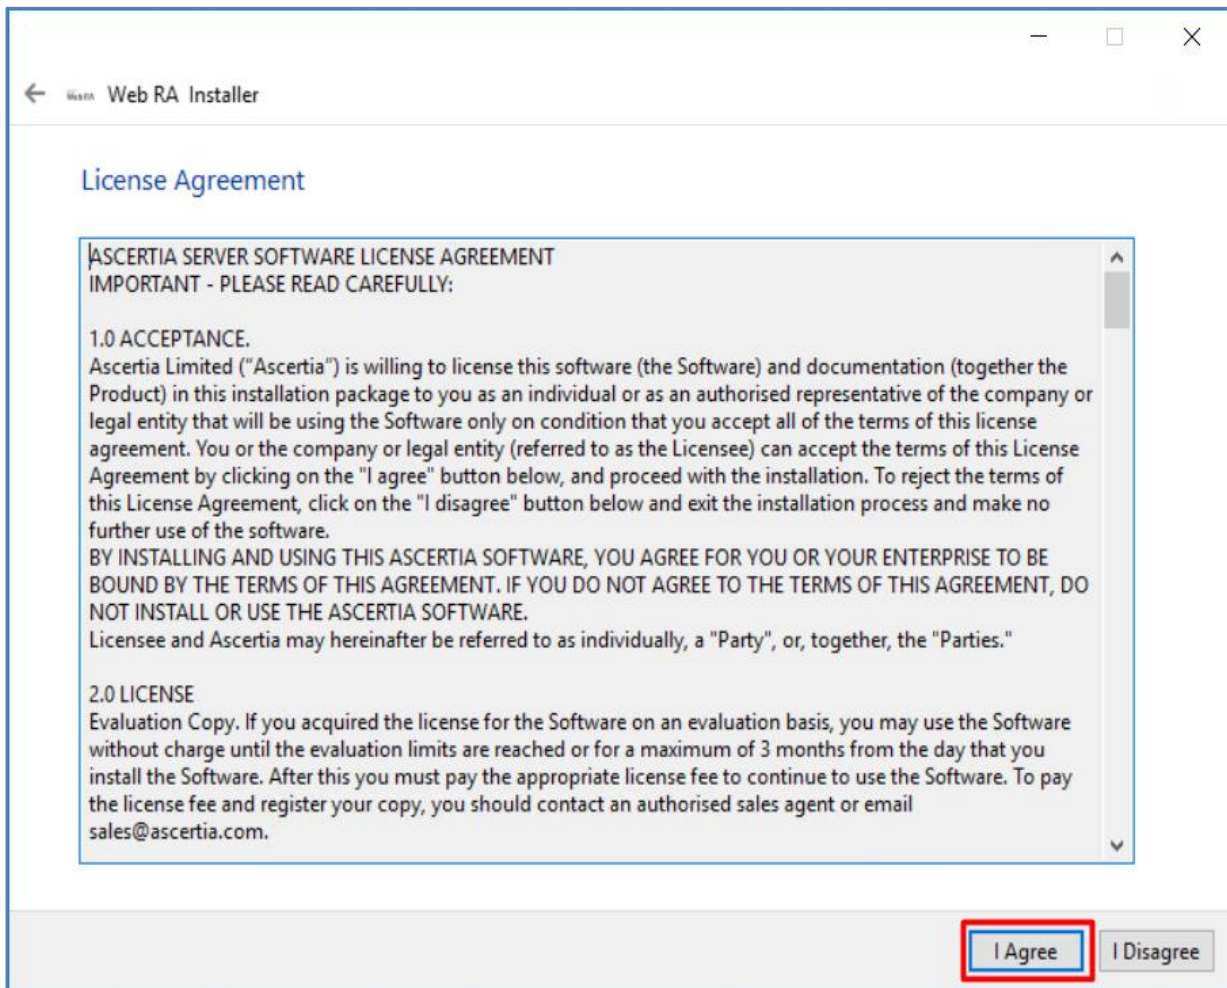 Web RA Installer
License Agreement
ASCERTIA SERVER SOFTWARE LICENSE AGREEMENT
IMPORTANT - PLEASE READ CAREFULLY:
1.0 ACCEPTANCE.
Ascertia Limited ("Ascertia") is willing to license this software (the Software) and documentation (together the
Product) in this installation package to you as an individual or as an authorised representative of the company or
legal entity that will be using the Software only on condition that you accept all of the terms of this license
agreement. You or the company or legal entity (referred to as the Licensee) can accept the terms of this License
Agreement by clicking on the "I agree" button below, and proceed with the installation. To reject the terms of
this License Agreement, click on the "I disagree" button below and exit the installation process and make no
further use of the software.
BY INSTALLING AND USING THIS ASCERTIA SOFTWARE, YOU AGREE FOR YOU OR YOUR ENTERPRISE TO BE
BOUND BY THE TERMS OF THIS AGREEMENT. IF YOU DO NOT AGREE TO THE TERMS OF THIS AGREEMENT, DO
NOT INSTALL OR USE THE ASCERTIA SOFTWARE.
Licensee and Ascertia may hereinafter be referred to as individually, a "Party", or, together, the "Parties."
2.0 LICENSE
Evaluation Copy. If you acquired the license for the Software on an evaluation basis, you may use the Software
without charge until the evaluation limits are reached or for a maximum of 3 months from the day that you
install the Software. After this you must pay the appropriate license fee to continue to use the Software. To pay
the license fee and register your copy, you should contact an authorised sales agent or email
sales@ascertia.com.
I Agree
I Disagree